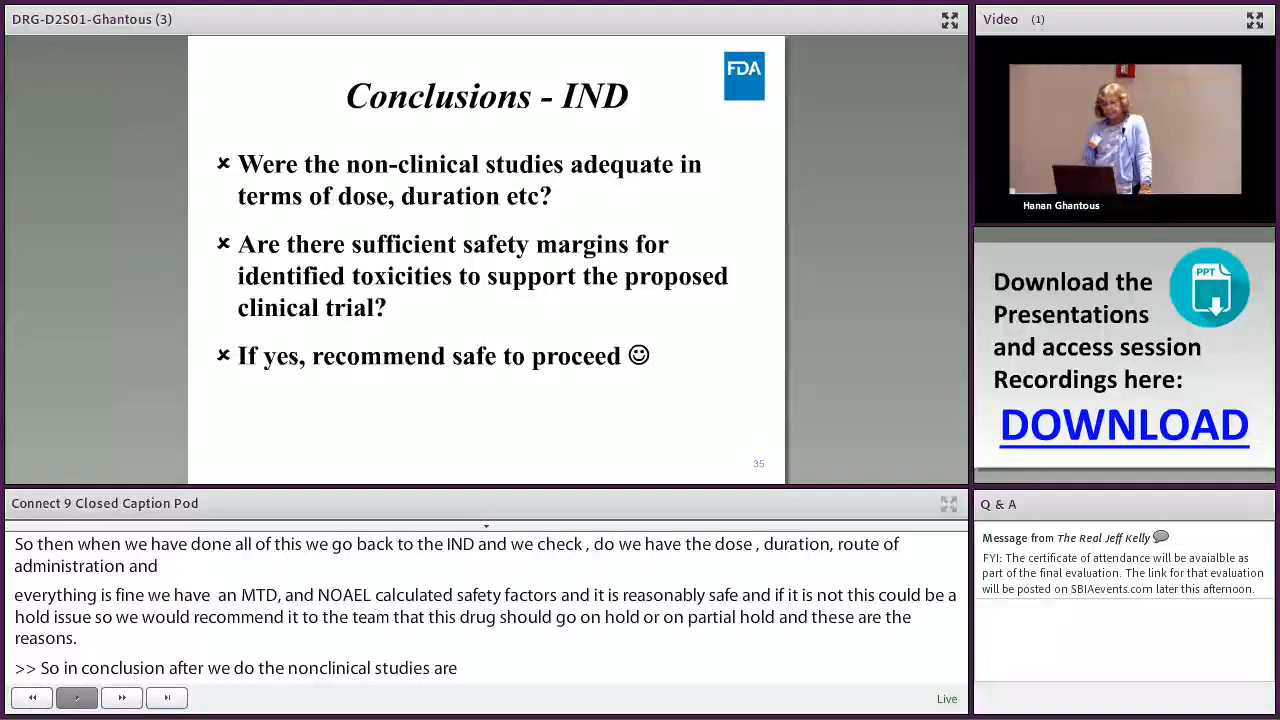 DRG-D2S01-Ghantous (3)
FDA
Conclusions - IND
Were the non-clinical studies adequate in
terms of dose, duration etc?
Are there sufficient safety margins for
identified toxicities to support the proposed
clinical trial?
If yes, recommend safe to proceed ☺
35
Video (1)
Hanan Ghantous
Download the
Presentations
and access session
Recordings here:
DOWNLOAD
PPT
Connect 9 Closed Caption Pod
So then when we have done all of this we go back to the IND and we check , do we have the dose , duration, route of
administration and
everything is fine we have an MTD, and NOAEL calculated safety factors and it is reasonably safe and if it is not this could be a
hold issue so we would recommend it to the team that this drug should go on hold or on partial hold and these are the
reasons.
>> So in conclusion after we do the nonclinical studies are
Live
Q & A
Message from The Real Jeff Kelly
FYI: The certificate of attendance will be avaialble as
part of the final evaluation. The link for that evaluation
will be posted on SBIAevents.com later this afternoon.